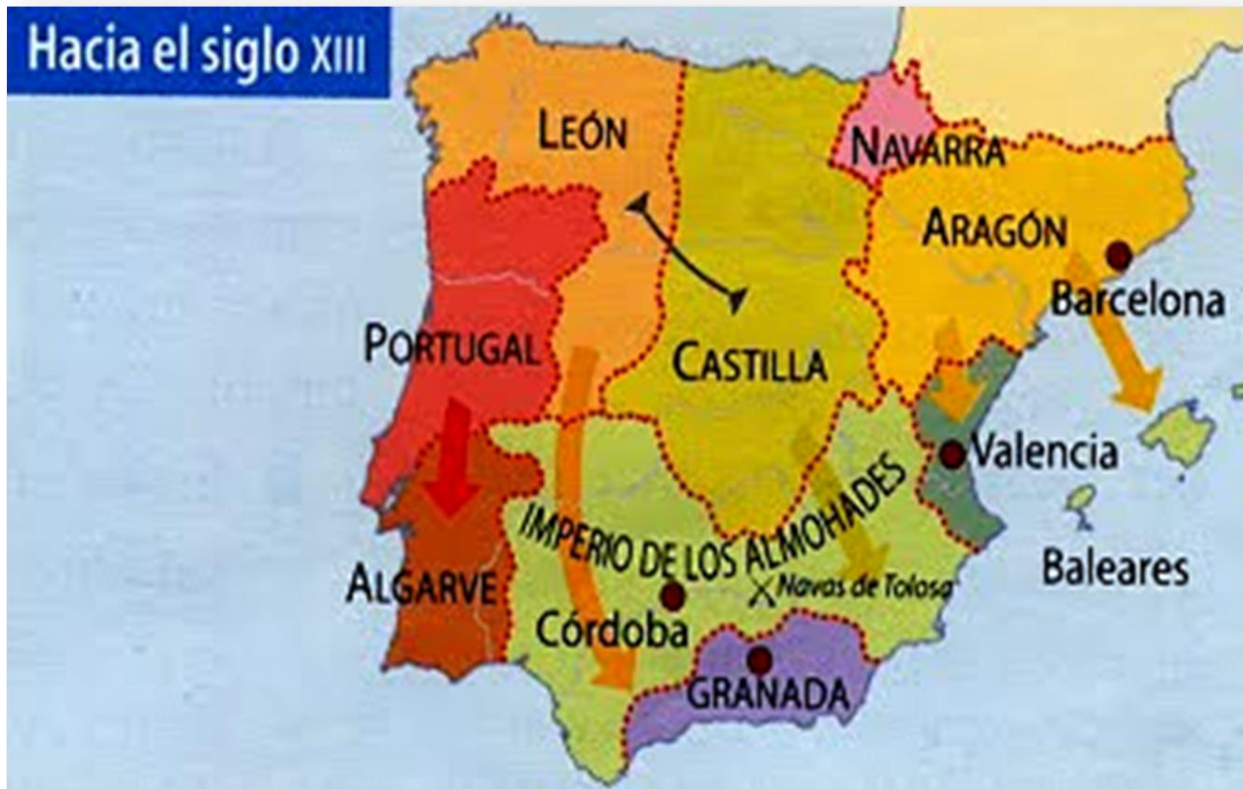 Hacia el siglo XIII
LEÓN
NAVARRA
ARAGÓN
Barcelona
PORTUGAL
CASTILLA
Valencia
IMPERIO DE LOS ALMOHADES
Baleares
ALGARVE
Navas de Tolosa
Córdoba
GRANADA